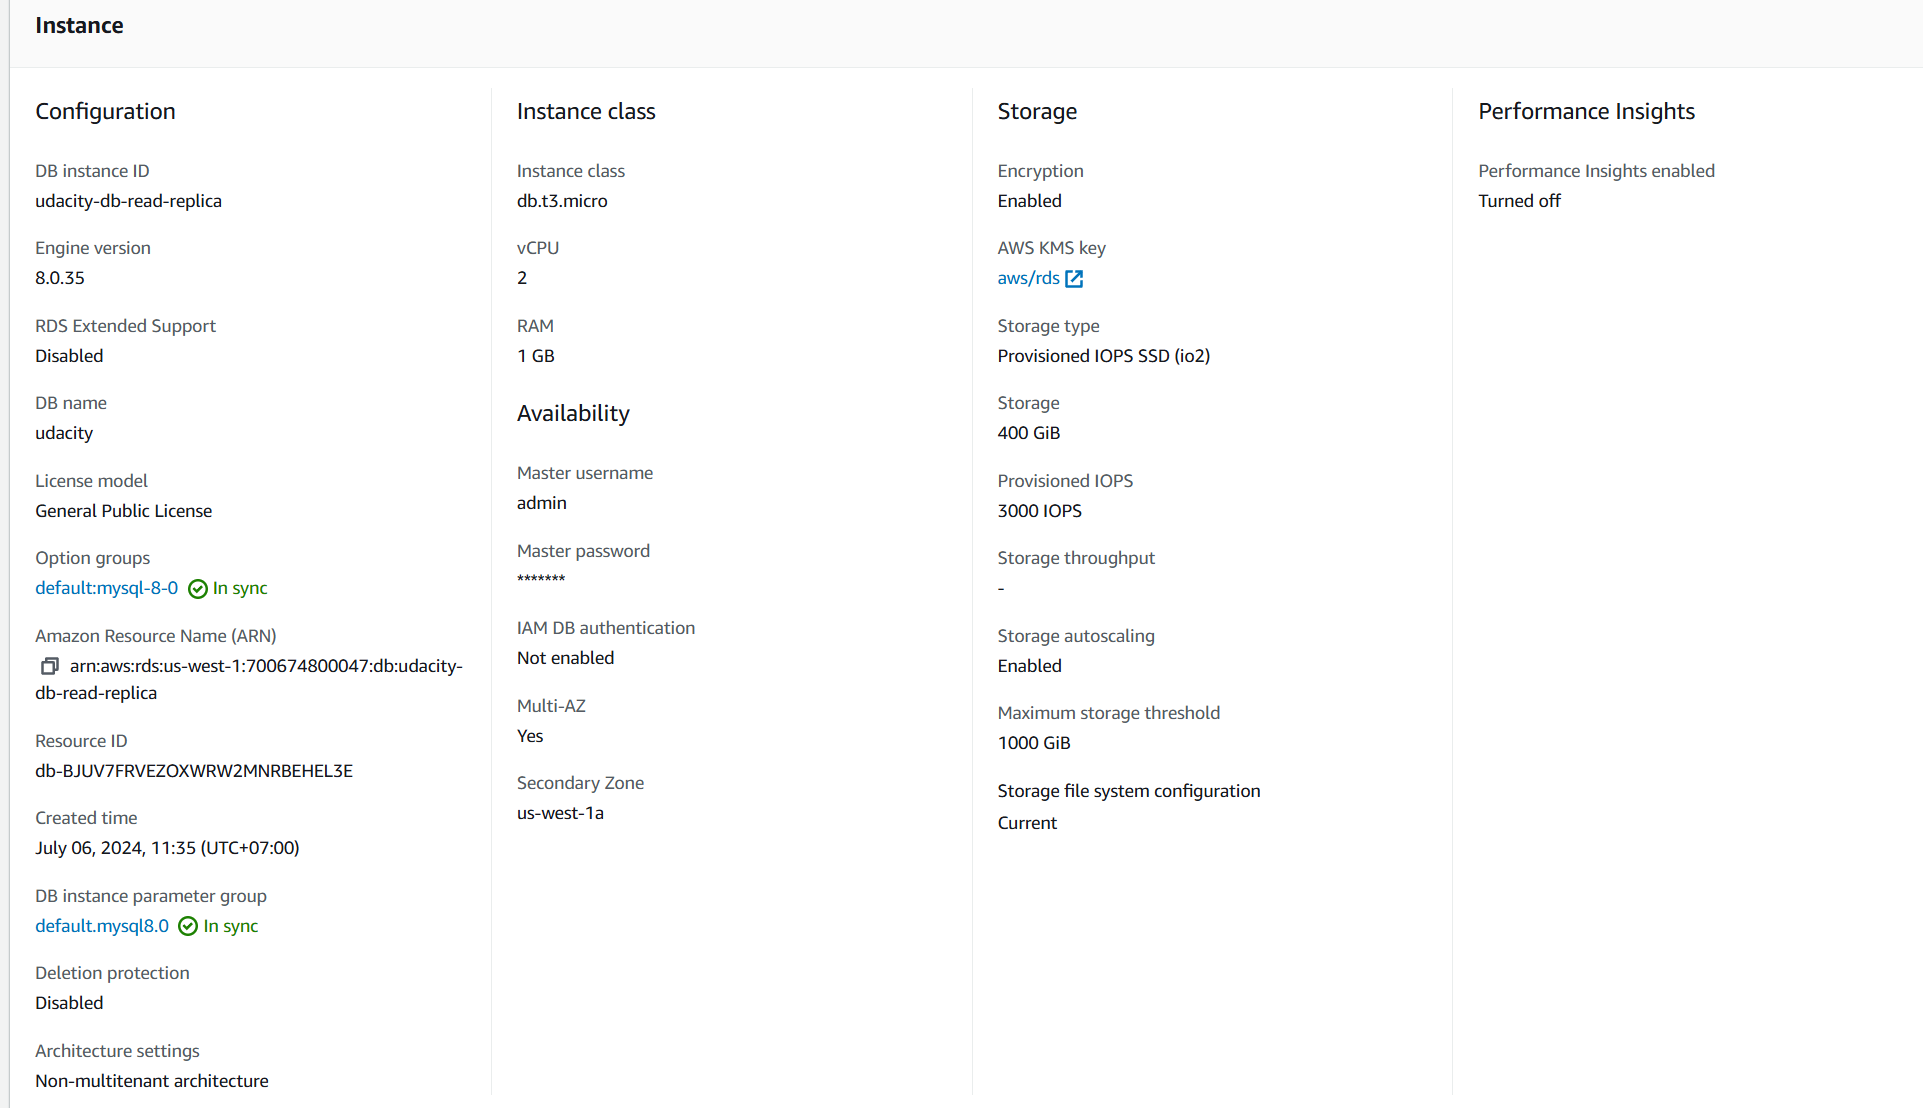 Instance
Configuration
DB instance ID
udacity-db-read-replica
Engine version
8.0.35
RDS Extended Support
Disabled
DB name
udacity
License model
General Public License
Option groups
default:mysql-8-0 In sync
Amazon Resource Name (ARN)
arn:aws:rds:us-west-1:700674800047:db:udacity-
db-read-replica
Resource ID
db-BJUV7FRVEZOXWRW2MNRBEHEL3E
Created time
July 06, 2024, 11:35 (UTC+07:00)
DB instance parameter group
default.mysql8.0 In sync
Deletion protection
Disabled
Architecture settings
Non-multitenant architecture
Instance class
Instance class
db.t3.micro
vCPU
2
RAM
1 GB
Availability
Master username
admin
Master password
*******
IAM DB authentication
Not enabled
Multi-AZ
Yes
Secondary Zone
us-west-1a
Storage
Encryption
Enabled
AWS KMS key
aws/rds
Storage type
Provisioned IOPS SSD (io2)
Storage
400 GiB
Provisioned IOPS
3000 IOPS
Storage throughput
-
Storage autoscaling
Enabled
Maximum storage threshold
1000 GiB
Storage file system configuration
Current
Performance Insights
Performance Insights enabled
Turned off